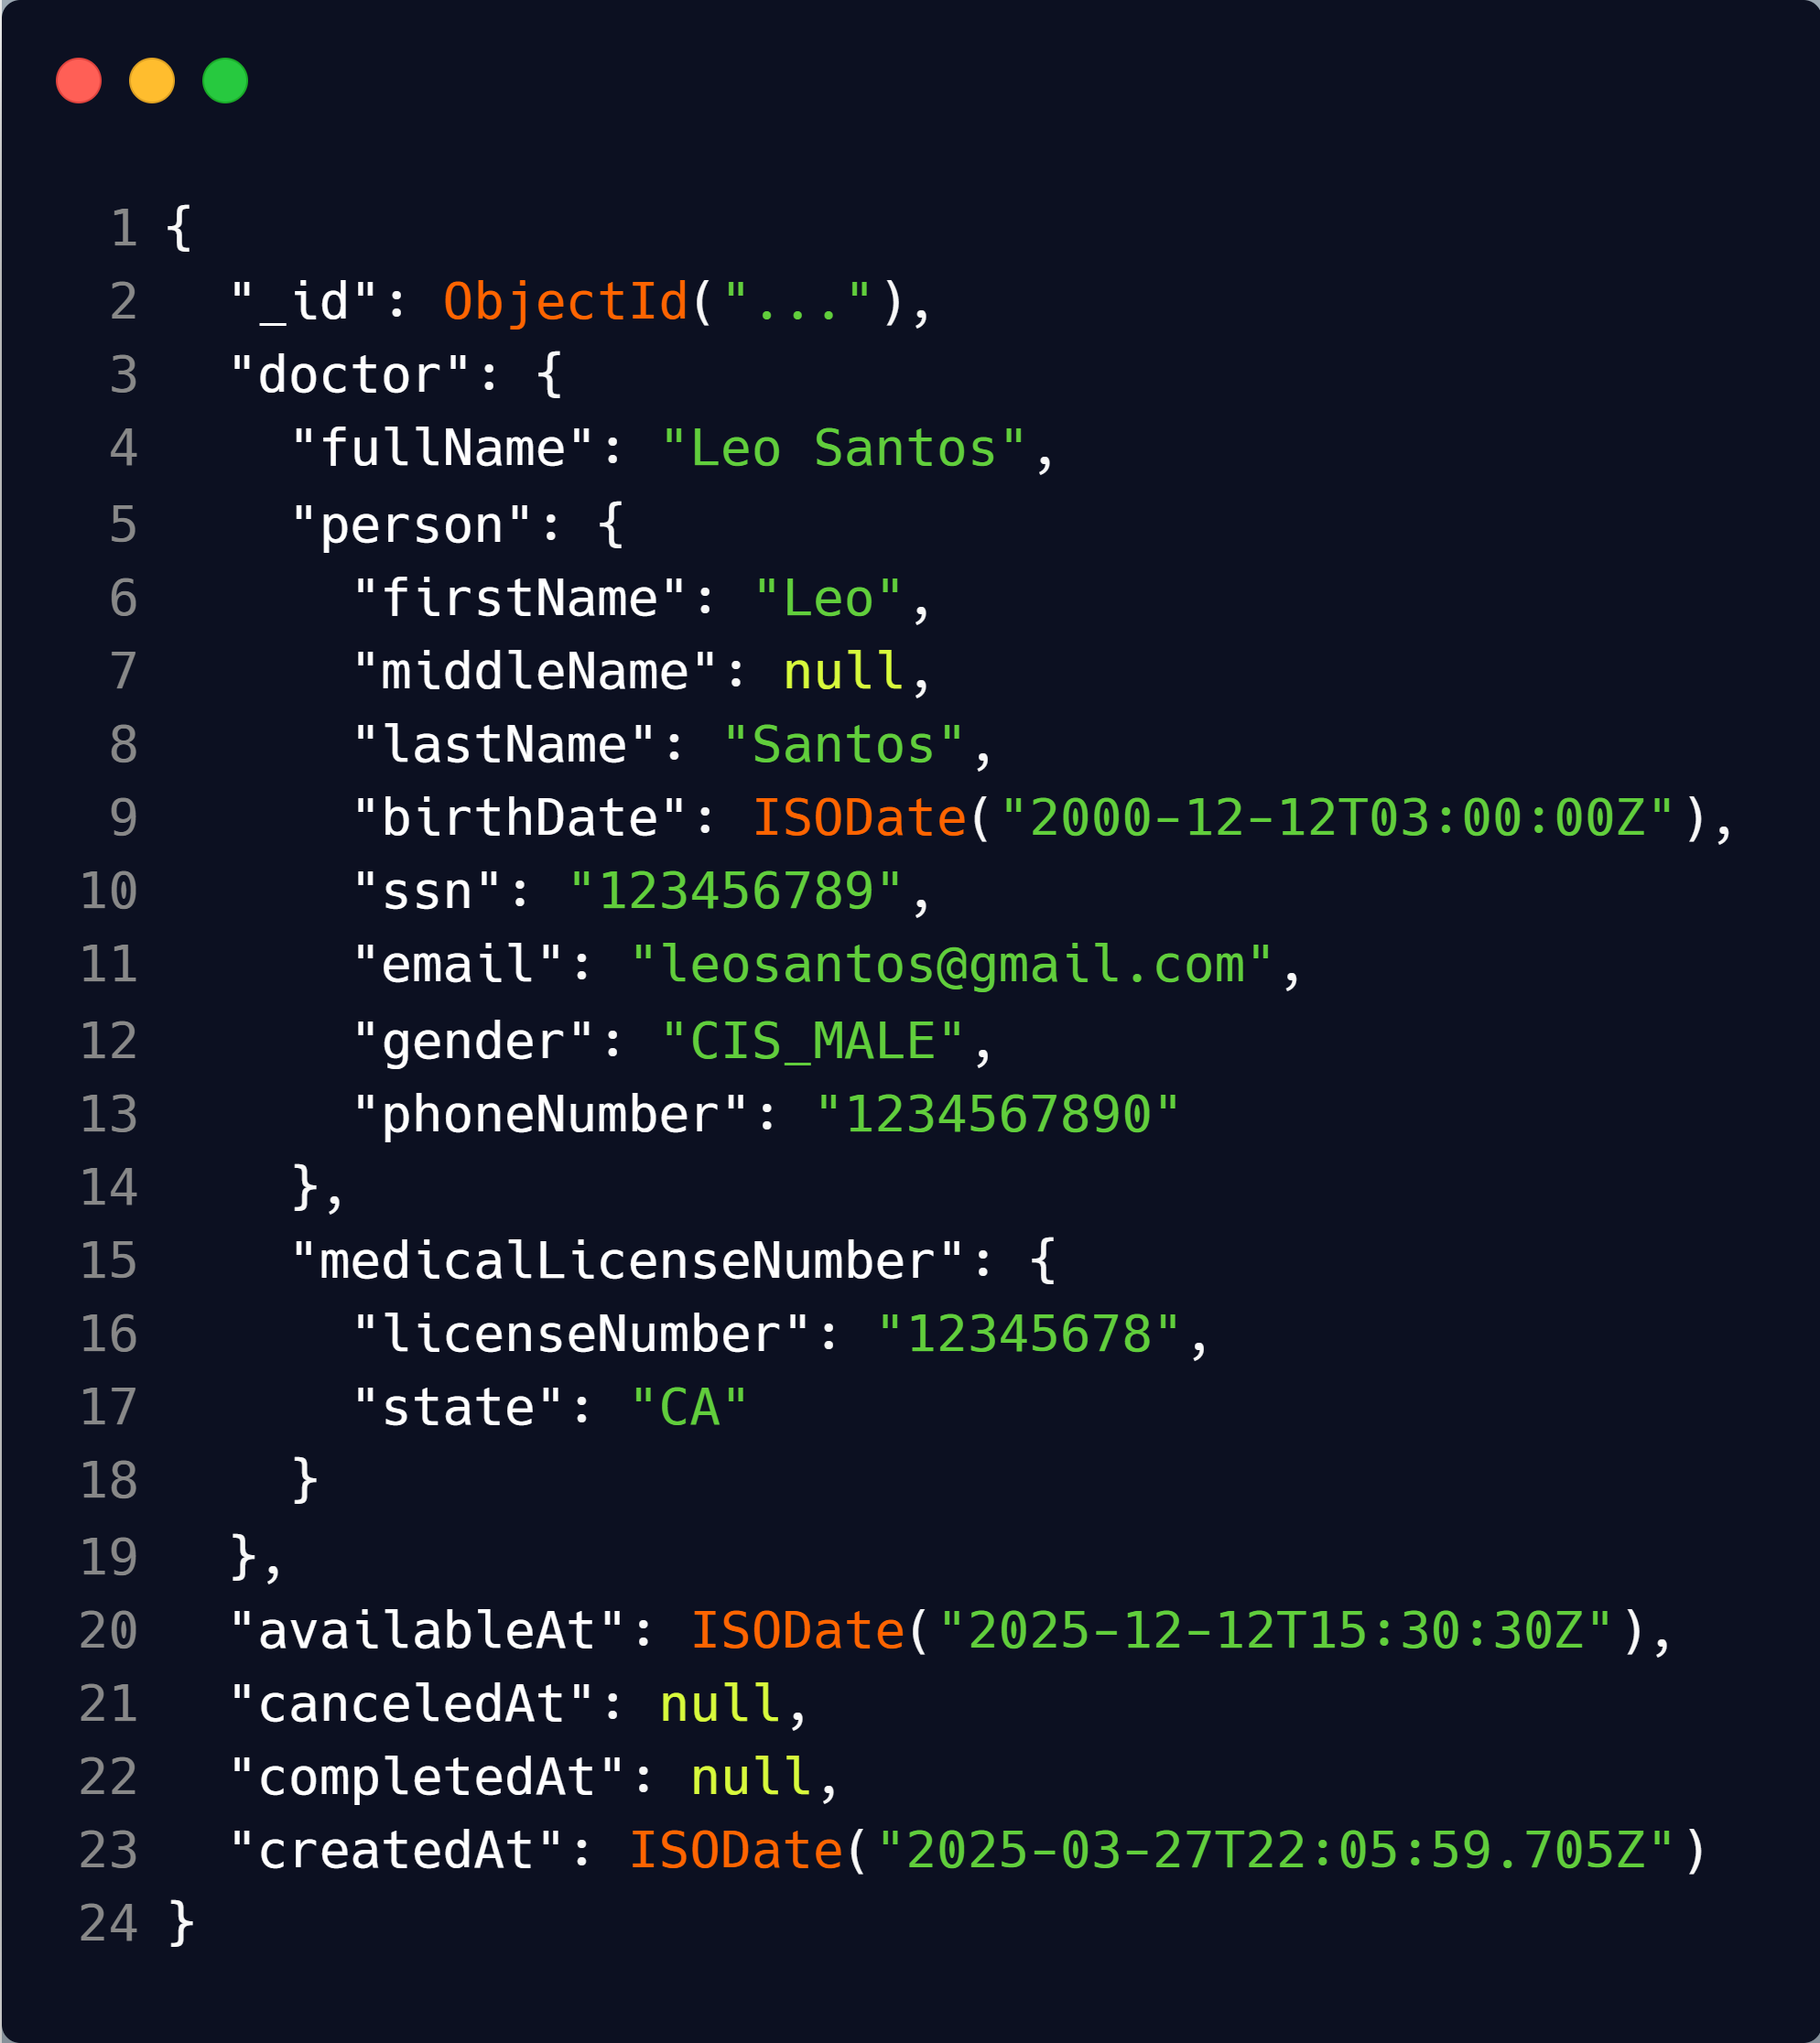 1 {
2   "_id": ObjectId("..."),
3   "doctor": {
4     "fullName": "Leo Santos",
5     "person": {
6       "firstName": "Leo",
7       "middleName": null,
8       "lastName": "Santos",
9       "birthDate": ISODate("2000-12-12T03:00:00Z"),
10       "ssn": "123456789",
11       "email": "leosantos@gmail.com",
12       "gender": "CIS_MALE",
13       "phoneNumber": "1234567890"
14     },
15     "medicalLicenseNumber": {
16       "licenseNumber": "12345678",
17       "state": "CA"
18     }
19   },
20   "availableAt": ISODate("2025-12-12T15:30:30Z"),
21   "canceledAt": null,
22   "completedAt": null,
23   "createdAt": ISODate("2025-03-27T22:05:59.705Z")
24 }